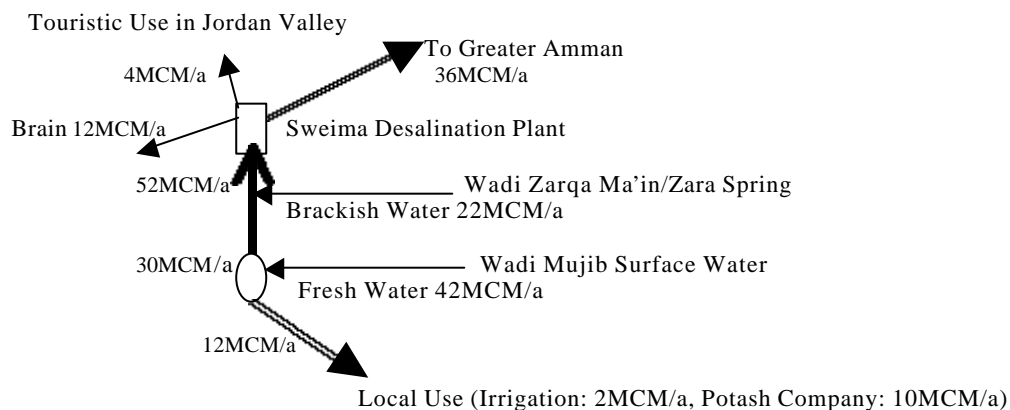 Touristic Use in Jordan Valley
To Greater Amman
4MCM/a
36MCM/a
Brain 12MCM/a
Sweima Desalination Plant
52MCM/a
Wadi Zarqa Ma'in/Zara Spring
Brackish Water 22MCM/a
30MCM/a
Wadi Mujib Surface Water
Fresh Water 42MCM/a
12MCM/a
Local Use (Irrigation: 2MCM/a, Potash Company: 10MCM/a)